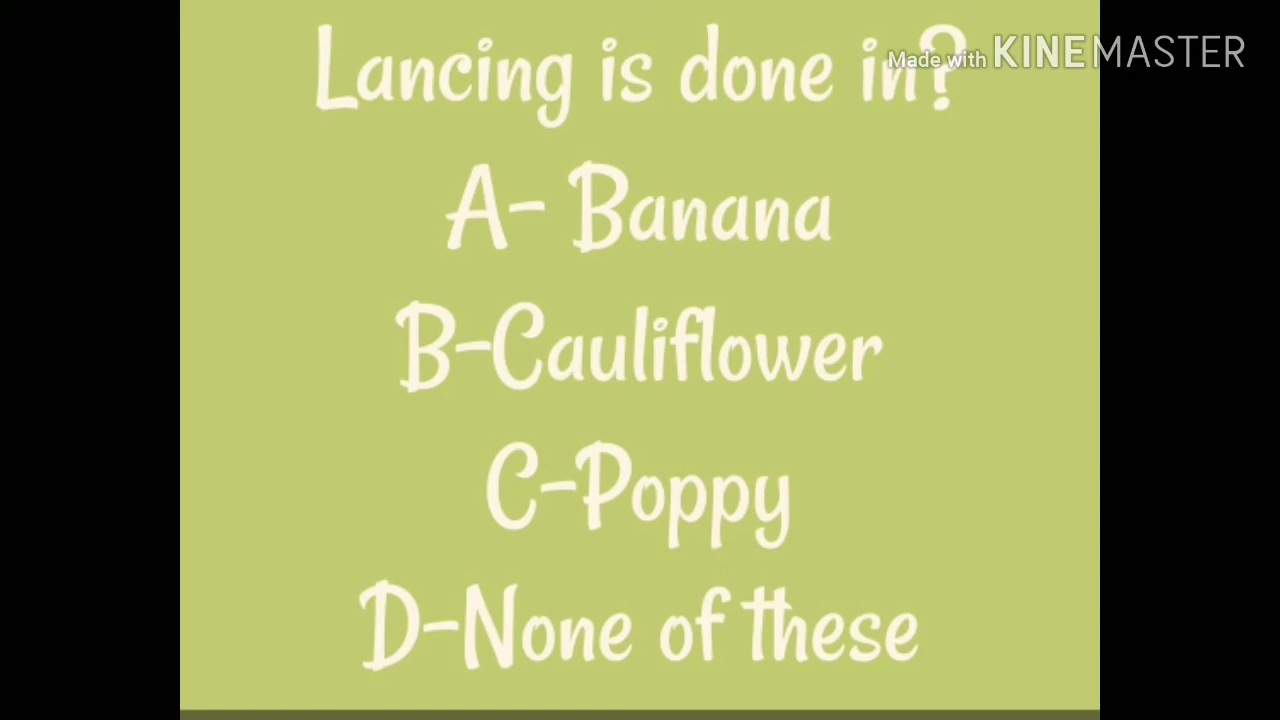 Lancing is done in?
Made with KINEMASTER
A- Banana
B-Cauliflower
C-Poppy
D-None of these